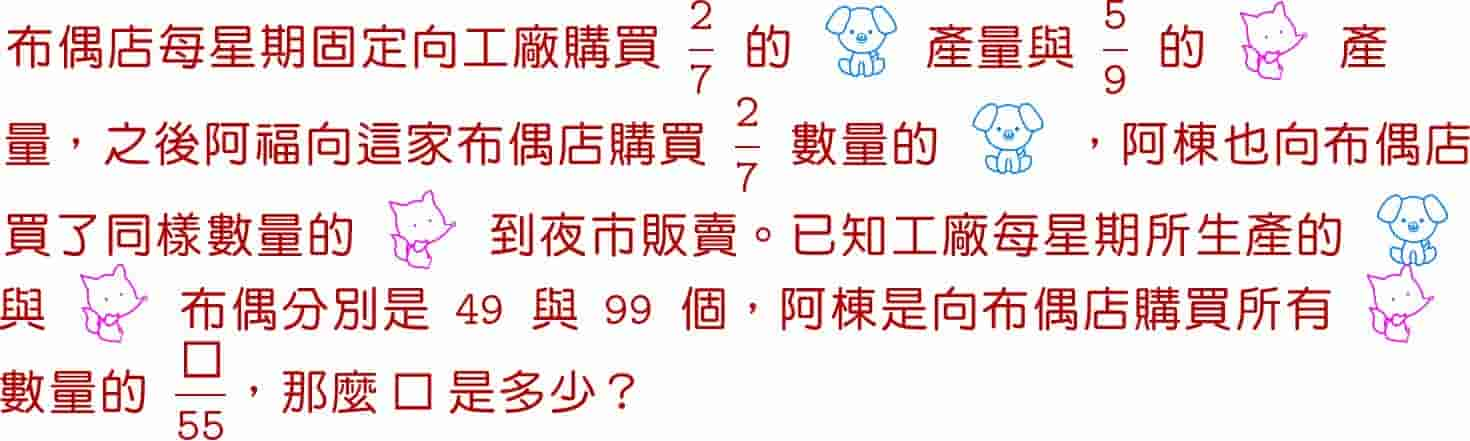 布偶店每星期固定向工廠購買 2/7 的 產量與 5/9 的 產
量，之後阿福向這家布偶店購買 2/7 數量的 ，阿棟也向布偶店
買了同樣數量的 到夜市販賣。已知工廠每星期所生產的
與 布偶分別是 49 與 99 個，阿棟是向布偶店購買所有
數量的 □/55，那麼 □ 是多少？